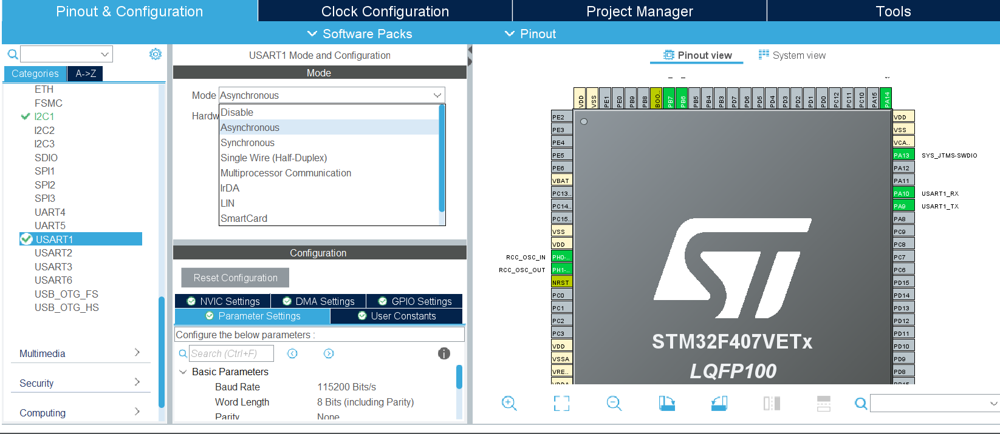 Pinout & Configuration
Clock Configuration
Project Manager
Tools
Software Packs
Pinout
USART1 Mode and Configuration
Pinout view
System view
Categories
A->Z
Mode
ETH
FSMC
I2C1
I2C2
I2C3
SDIO
SPI1
SPI2
SPI3
UART4
UART5
USART1
USART2
USART3
USART6
USB_OTG_FS
USB_OTG_HS
Multimedia
Security
Computing
Mode Asynchronous
Hardw
Disable
Asynchronous
Synchronous
Single Wire (Half-Duplex)
Multiprocessor Communication
IrDA
LIN
SmartCard
Configuration
Reset Configuration
NVIC Settings
DMA Settings
GPIO Settings
Parameter Settings
User Constants
Configure the below parameters :
Search (Ctrl+F)
Basic Parameters
Baud Rate 115200 Bits/s
Word Length 8 Bits (including Parity)
Parity None
VDD
VSS
PE1
PE0
PB9
PB8
BOO..
PB7
PB6
PB5
PB4
PB3
PD7
PD6
PD5
PD4
PD3
PD2
PD1
PD0
PC12
PC11
PC10
PA15
PA14
PE2
PE3
PE4
PE5
PE6
VBAT
PC13..
PC14..
PC15..
VSS
VDD
RCC_OSC_IN PH0-..
RCC_OSC_OUT PH1-..
NRST
PC0
PC1
PC2
PC3
VDD
VSSA
VRE..
VDDA
STM32F407VETx
LQFP100
VDD
VSS
VCA..
PA13 SYS_JTMS-SWDIO
PA12
PA11
PA10 USART1_RX
PA9 USART1_TX
PA8
PC9
PC8
PC7
PC6
PD15
PD14
PD13
PD12
PD11
PD10
PD9
PD8